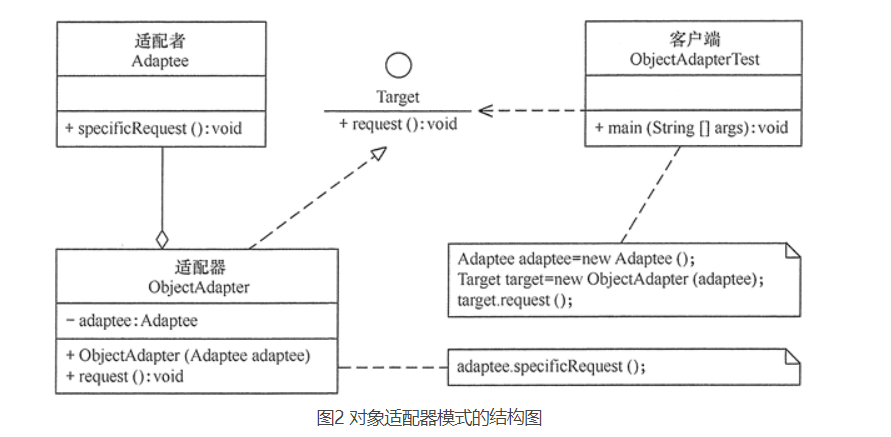 适配者
Adaptee
+ specificRequest ():void
Target
+ request ():void
客户端
ObjectAdapterTest
+ main (String [] args):void
适配器
ObjectAdapter
− adaptee:Adaptee
+ ObjectAdapter (Adaptee adaptee)
+ request ():void
Adaptee adaptee=new Adaptee ();
Target target=new ObjectAdapter (adaptee);
target.request ();
adaptee.specificRequest ();
图2 对象适配器模式的结构图